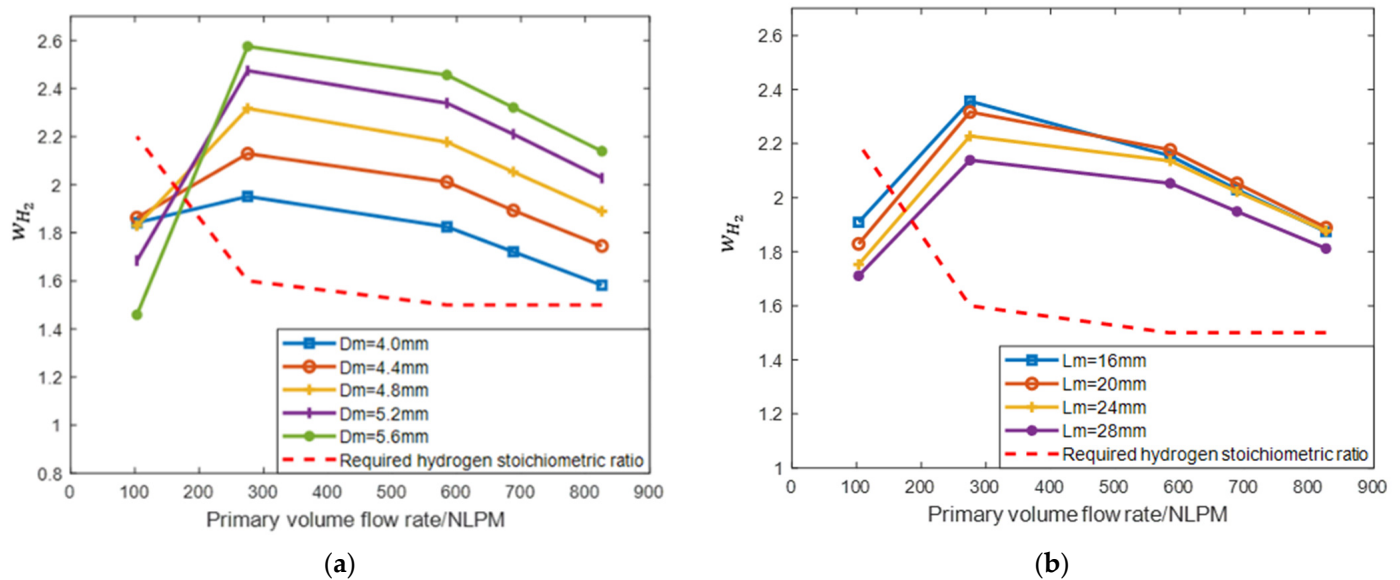 2.6
2.4
2.2
2
1.8
1.6
1.4
1.2
1
0.8
w_{H_2}
0 100 200 300 400 500 600 700 800 900
Primary volume flow rate/NLPM
Dm=4.0mm
Dm=4.4mm
Dm=4.8mm
Dm=5.2mm
Dm=5.6mm
Required hydrogen stoichiometric ratio
(a)
2.6
2.4
2.2
2
1.8
1.6
1.4
1.2
1
w_{H_2}
0 100 200 300 400 500 600 700 800 900
Primary volume flow rate/NLPM
Lm=16mm
Lm=20mm
Lm=24mm
Lm=28mm
Required hydrogen stoichiometric ratio
(b)